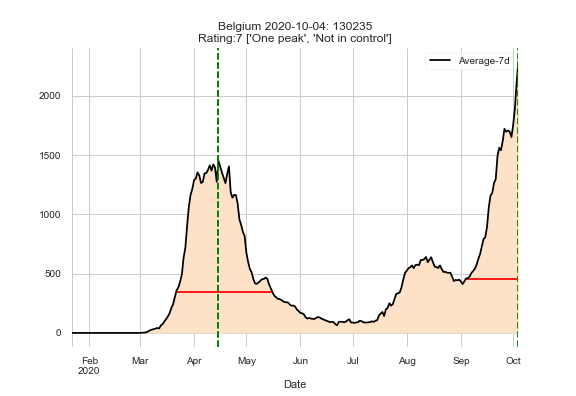 Belgium 2020-10-04: 130235
Rating:7 ['One peak', 'Not in control']
Average-7d
2000
1500
1000
500
0
Feb Mar Apr May Jun Jul Aug Sep Oct
2020
Date